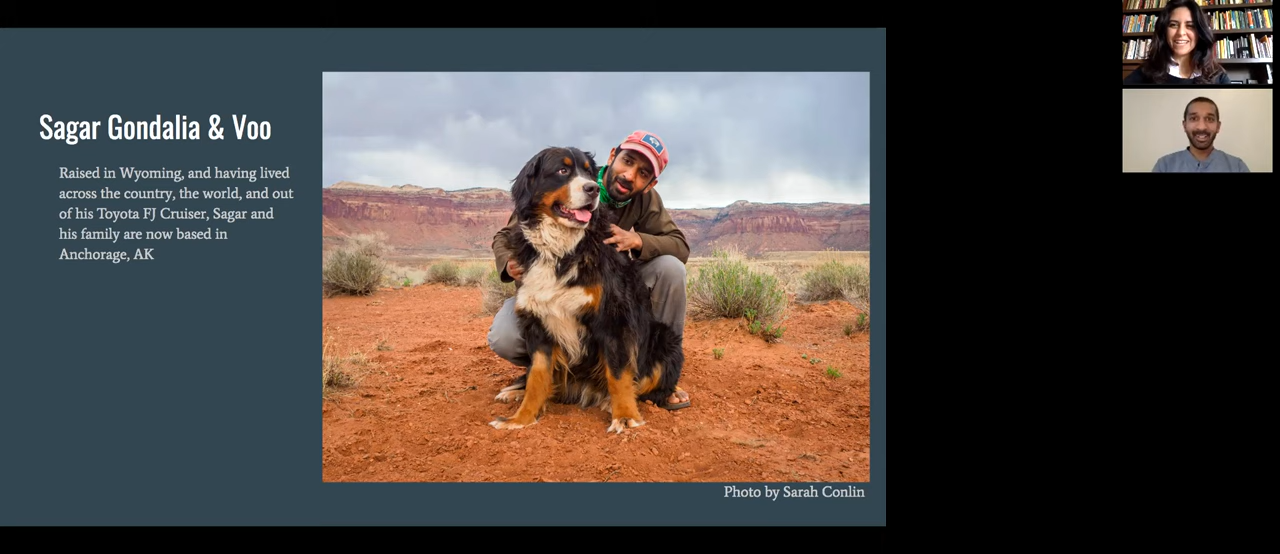 Sagar Gondalia & Voo
Raised in Wyoming, and having lived
across the country, the world, and out
of his Toyota FJ Cruiser, Sagar and
his family are now based in
Anchorage, AK
Photo by Sarah Conlin